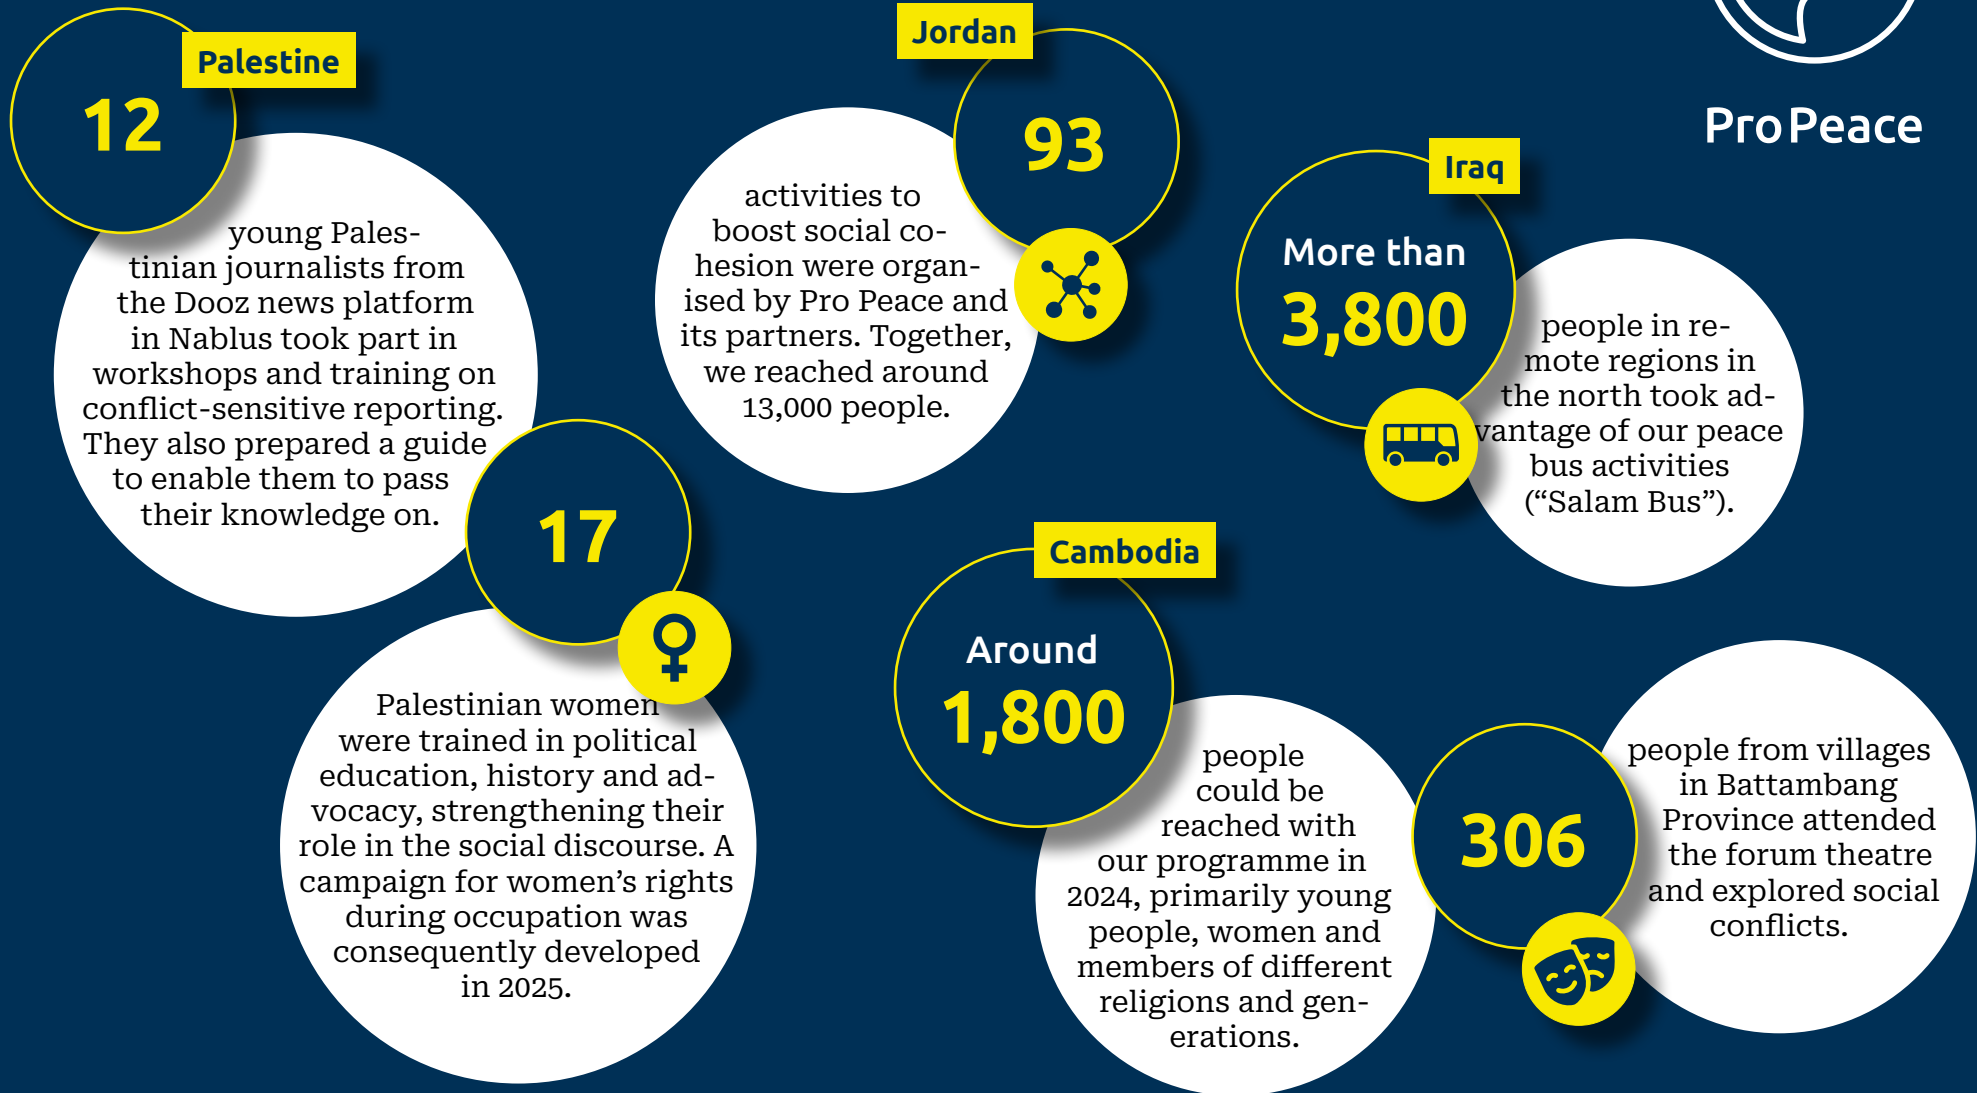 Palestine
12
young Pales-
tinian journalists from
the Dooz news platform
in Nablus took part in
workshops and training on
conflict-sensitive reporting.
They also prepared a guide
to enable them to pass
their knowledge on.
17
Palestinian women
were trained in political
education, history and ad-
vocacy, strengthening their
role in the social discourse. A
campaign for women’s rights
during occupation was
consequently developed
in 2025.
Jordan
93
activities to
boost social co-
hesion were organ-
ised by Pro Peace and
its partners. Together,
we reached around
13,000 people.
Pro Peace
Iraq
More than
3,800
people in re-
mote regions in
the north took ad-
vantage of our peace
bus activities
(“Salam Bus”).
Cambodia
Around
1,800
people
could be
reached with
our programme in
2024, primarily young
people, women and
members of different
religions and gen-
erations.
306
people from villages
in Battambang
Province attended
the forum theatre
and explored social
conflicts.